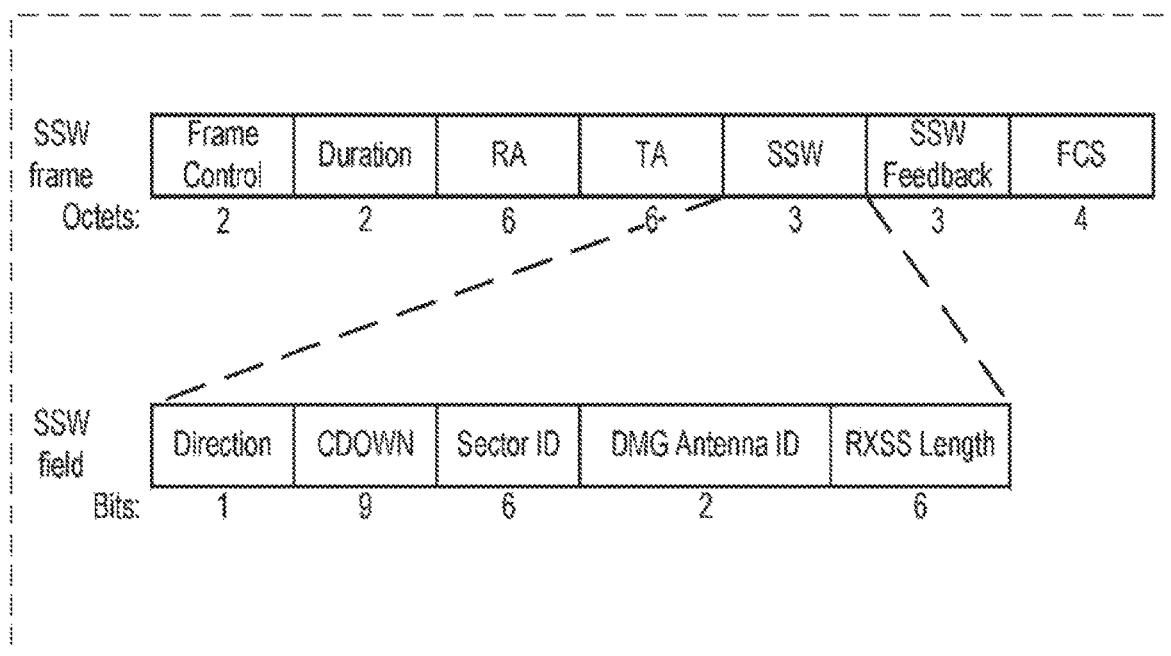 SSW frame
Frame Control
Duration
RA
TA
SSW
SSW Feedback
FCS
Octets: 2 2 6 6 3 3 4
SSW field
Direction
CDOWN
Sector ID
DMG Antenna ID
RXSS Length
Bits: 1 9 6 2 6